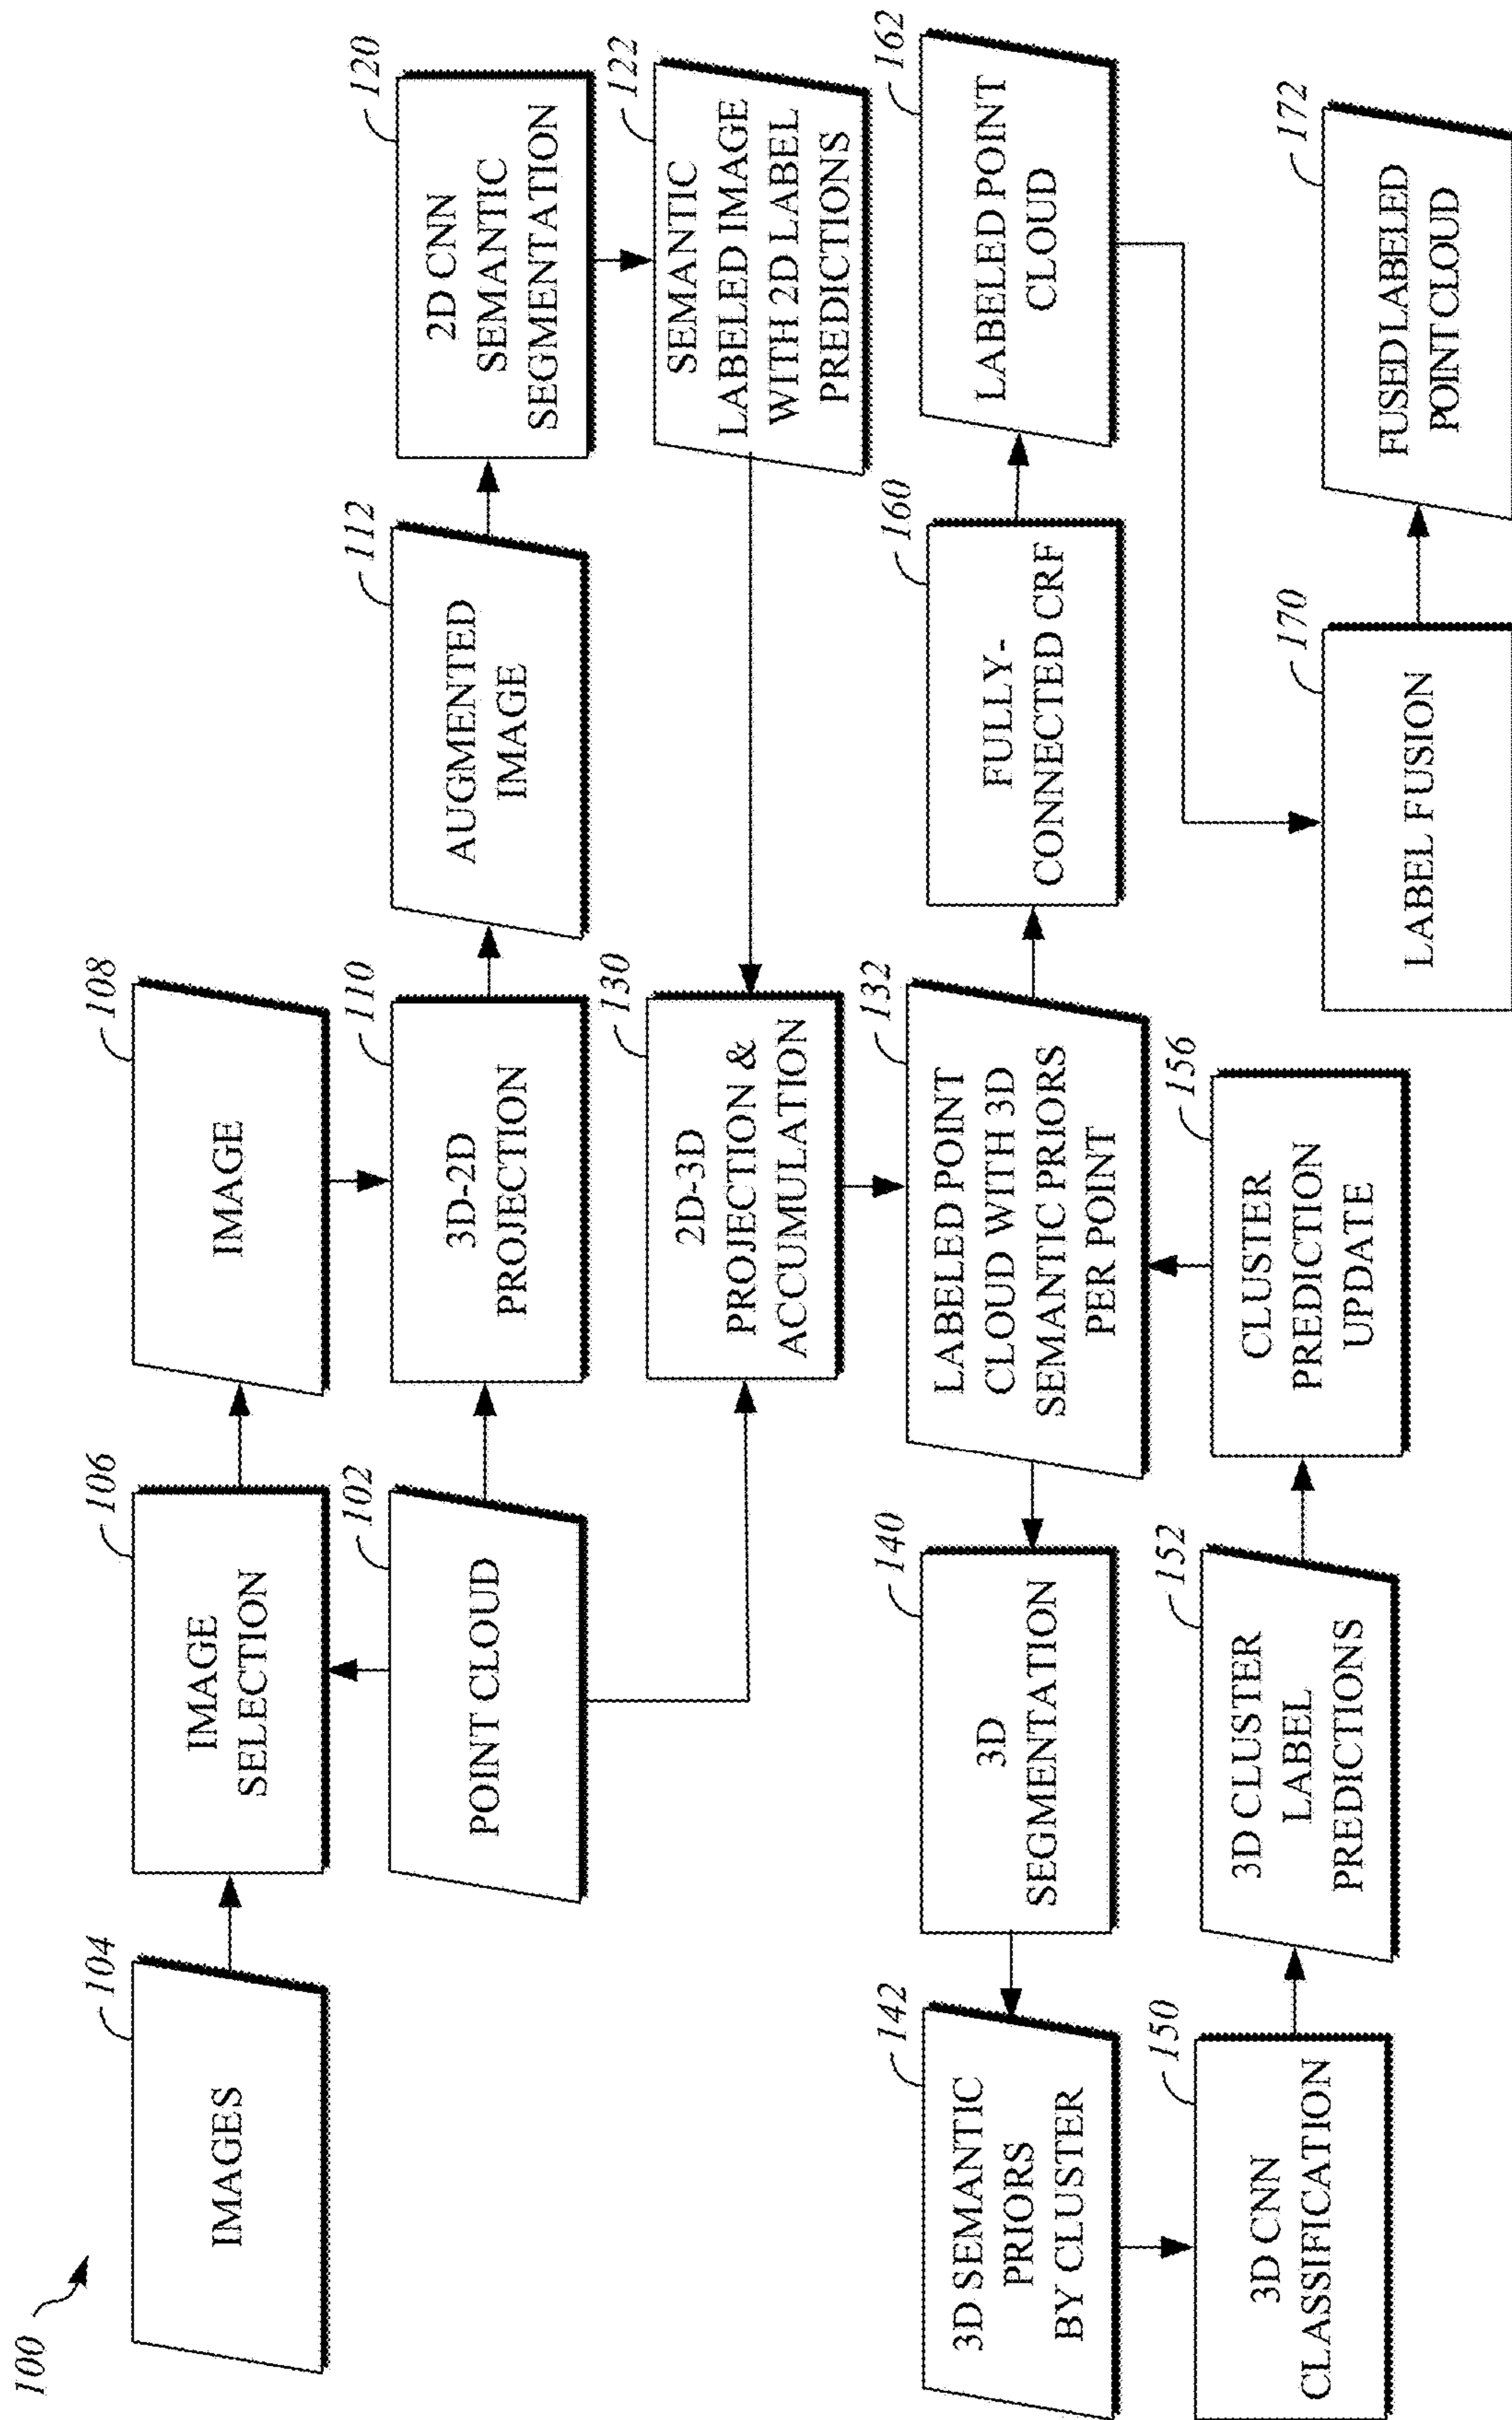 100
104
IMAGES
106
IMAGE
SELECTION
108
IMAGE
102
POINT CLOUD
110
3D-2D
PROJECTION
112
AUGMENTED
IMAGE
120
2D CNN
SEMANTIC
SEGMENTATION
130
2D-3D
PROJECTION &
ACCUMULATION
122
SEMANTIC
LABELED IMAGE
WITH 2D LABEL
PREDICTIONS
142
3D SEMANTIC
PRIORS
BY CLUSTER
140
3D
SEGMENTATION
132
LABELED POINT
CLOUD WITH 3D
SEMANTIC PRIORS
PER POINT
160
FULLY-
CONNECTED CRF
162
LABELED POINT
CLOUD
150
3D CNN
CLASSIFICATION
152
3D CLUSTER
LABEL
PREDICTIONS
156
CLUSTER
PREDICTION
UPDATE
170
LABEL FUSION
172
FUSED LABELED
POINT CLOUD